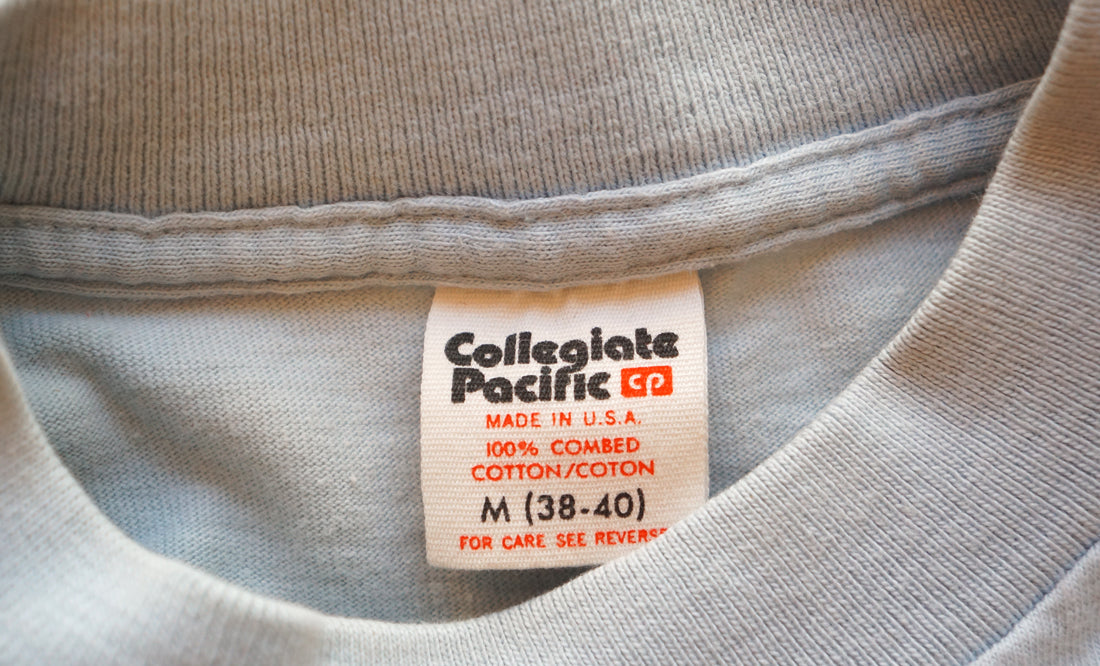 Collegiate
Pacific CP
MADE IN U.S.A.
100% COMBED
COTTON/COTON
M (38-40)
FOR CARE SEE REVERSE